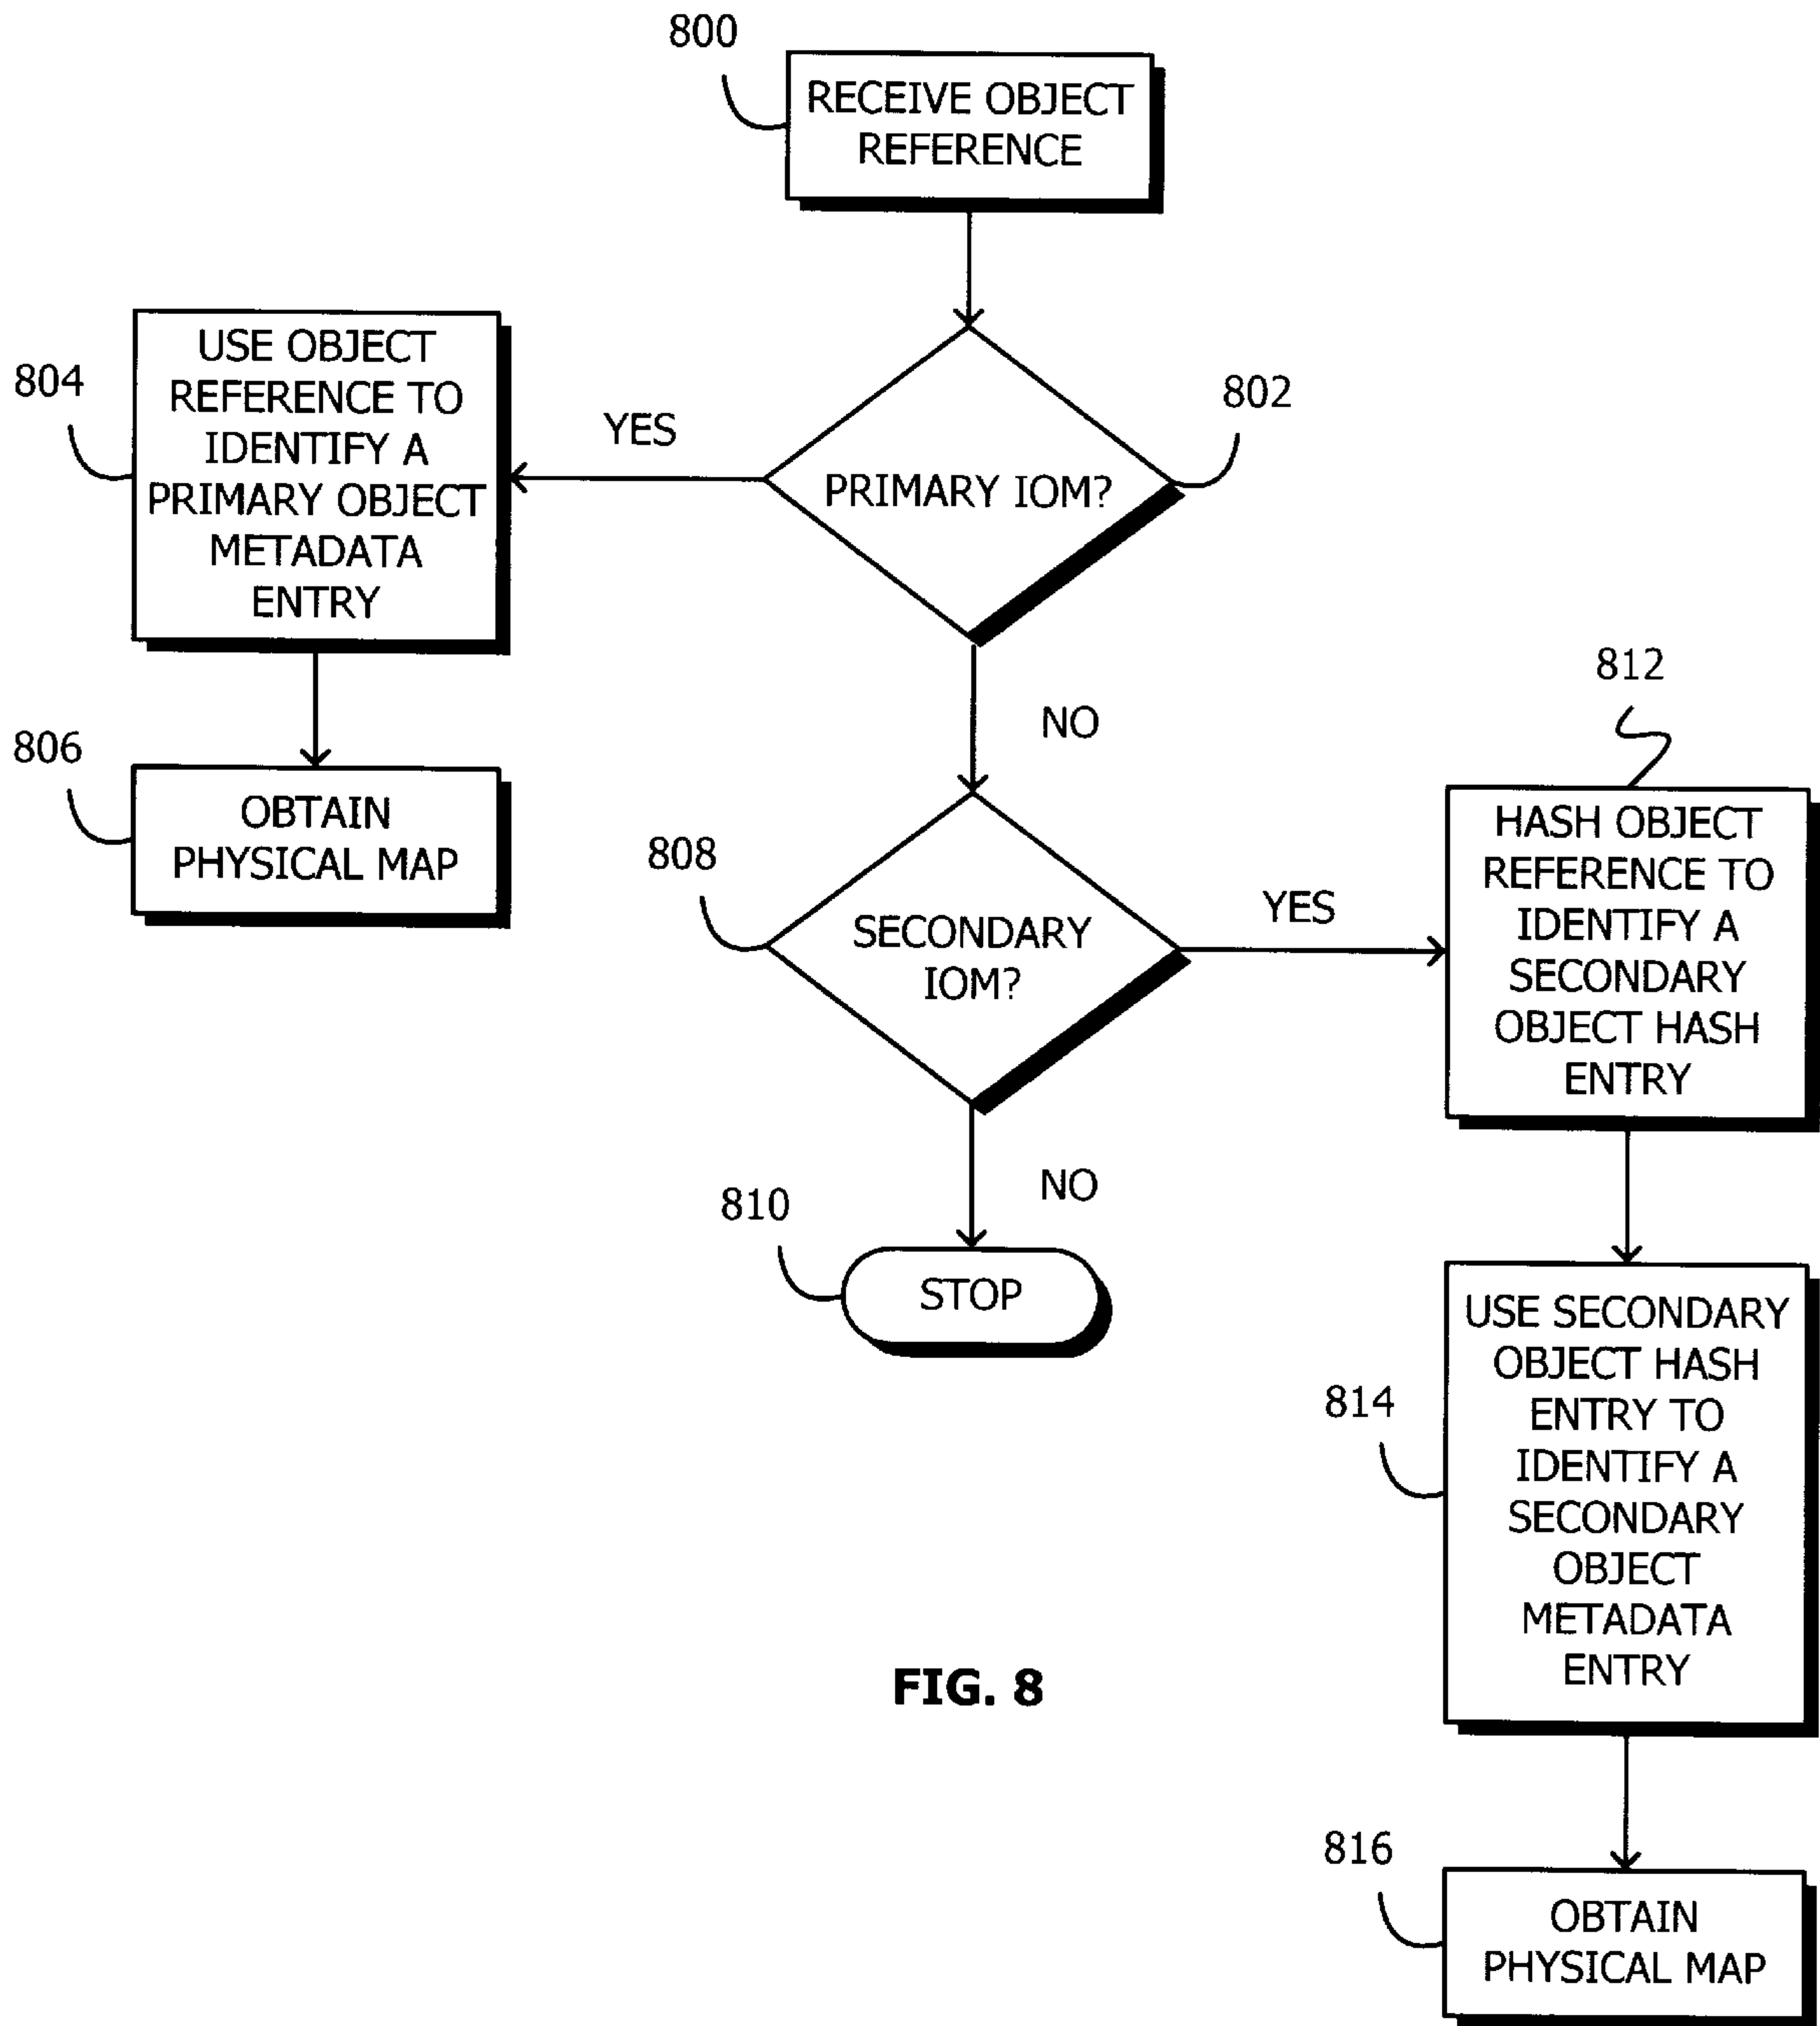 800
RECEIVE OBJECT
REFERENCE
802
PRIMARY IOM?
YES
804
USE OBJECT
REFERENCE TO
IDENTIFY A
PRIMARY OBJECT
METADATA
ENTRY
806
OBTAIN
PHYSICAL MAP
NO
808
SECONDARY
IOM?
YES
812
HASH OBJECT
REFERENCE TO
IDENTIFY A
SECONDARY
OBJECT HASH
ENTRY
NO
810
STOP
814
USE SECONDARY
OBJECT HASH
ENTRY TO
IDENTIFY A
SECONDARY
OBJECT
METADATA
ENTRY
816
OBTAIN
PHYSICAL MAP
FIG. 8